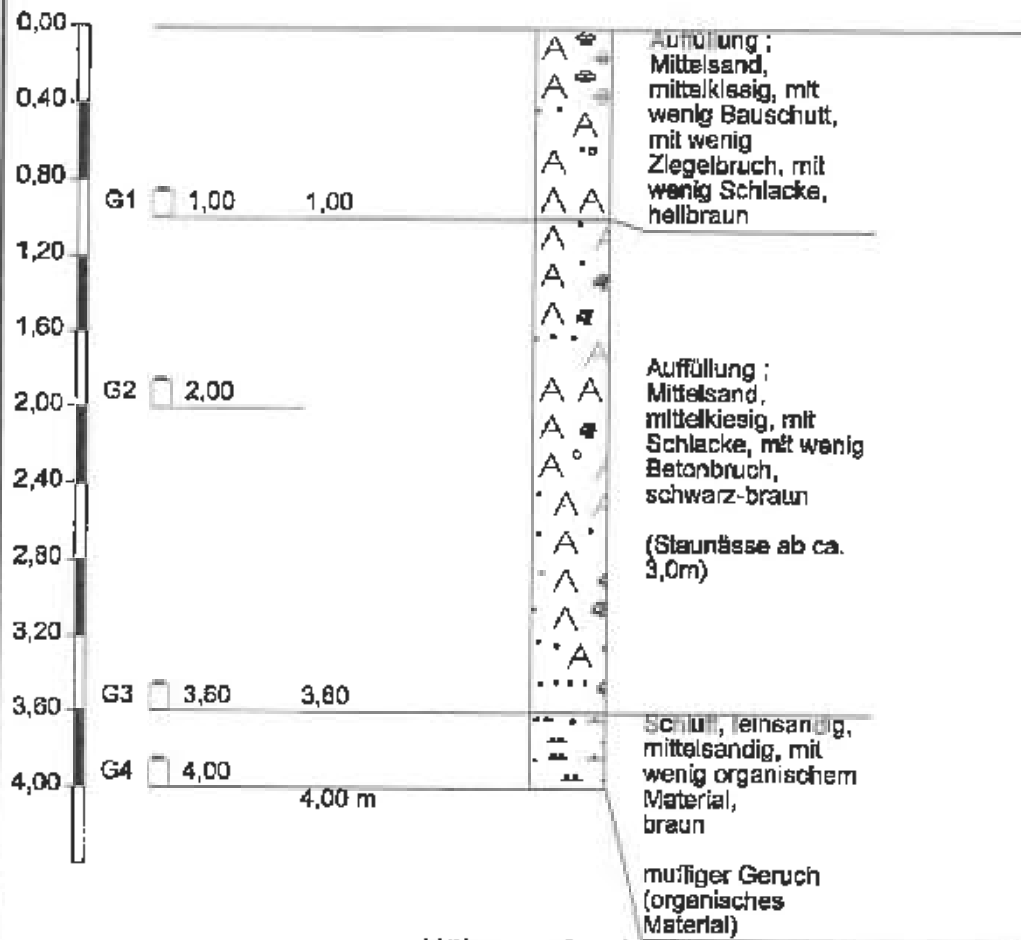 0,00
Auffüllung ;
Mittelsand,
mittelkiesig, mit
wenig Bauschutt,
mit wenig
Ziegelbruch, mit
wenig Schlacke,
hellbraun
0,40
0,80
G1 1,00 1,00
1,20
1,60
G2 2,00
2,00
Auffüllung ;
Mittelsand,
mittelkiesig, mit
Schlacke, mit wenig
Betonbruch,
schwarz-braun
(Staunässe ab ca.
3,0m)
2,40
2,80
3,20
G3 3,60 3,60
3,60
Schluff, feinsandig,
mittelsandig, mit
wenig organischem
Material,
braun
G4 4,00
4,00
4,00 m
muffiger Geruch
(organisches
Material)